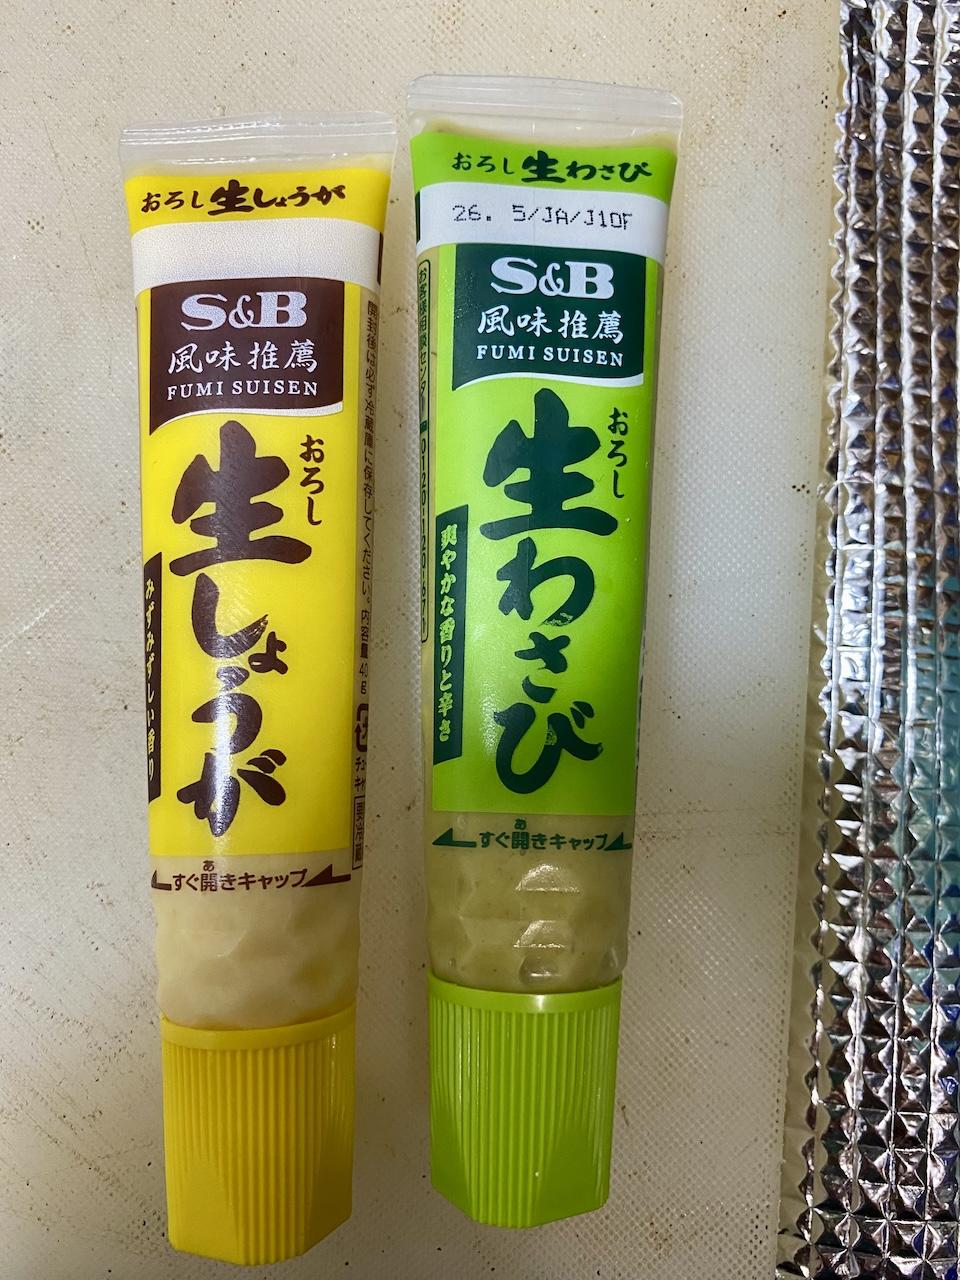 おろし生しょうが
S&B
風味推薦
FUMI SUISEN
おろし
生しょうが
みずみずしい香り
開封後は必ず冷蔵庫に保存してください。内容量40g
要冷蔵
あ
すぐ開きキャップ
おろし生わさび
26. 5/JA/J10F
S&B
風味推薦
FUMI SUISEN
おろし
生わさび
爽やかな香りと辛さ
お客様相談センター 0120-120-671
あ
すぐ開きキャップ